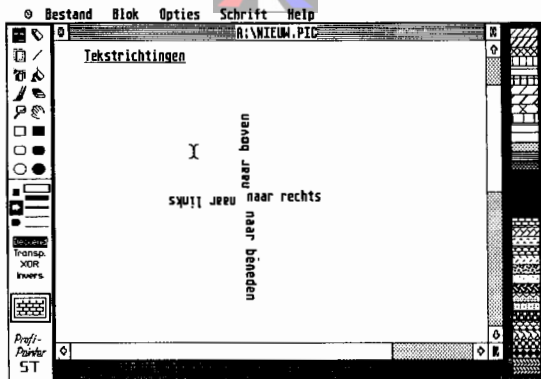 Bestand Blok Opties Schrift Help
A:\NIEUW.PIC
Tekstrichtingen
naar boven
naar links
naar rechts
naar beneden
Dekkend
Transp.
XOR
Invers
Profi-
Painter
ST